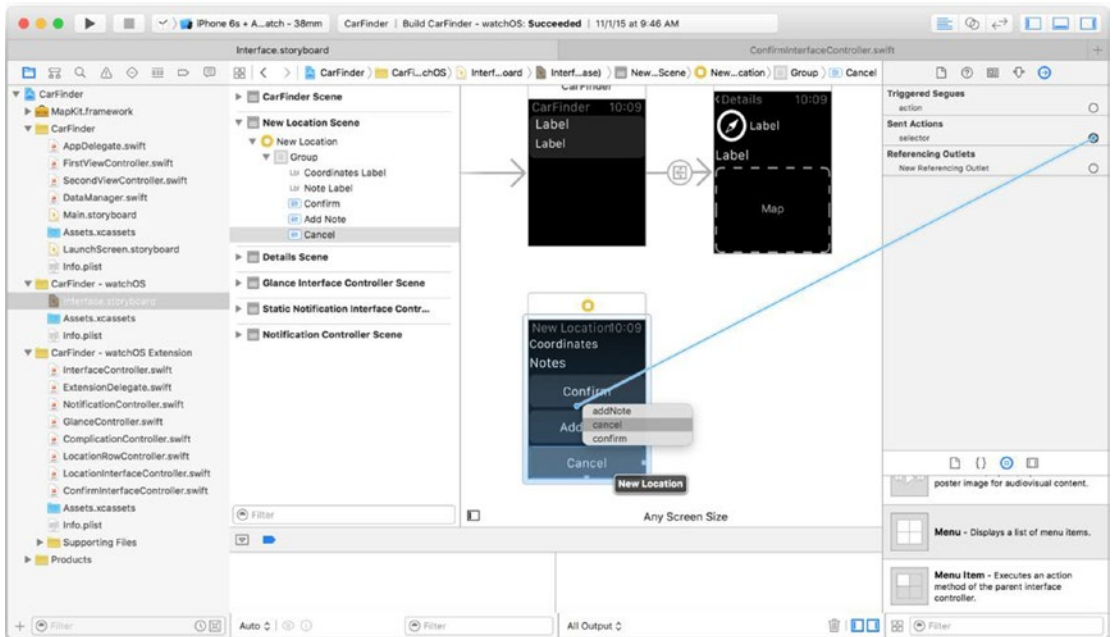 iPhone 6s + A...atch - 38mm
CarFinder | Build CarFinder - watchOS: Succeeded | 11/1/15 at 9:46 AM
Interface.storyboard
ConfirmInterfaceController.swift
CarFinder
CarFi...chOS)
Interf...oard
Interf...ase)
New...Scene)
New...cation)
Group
Cancel
CarFinder
MapKit.framework
CarFinder
AppDelegate.swift
FirstViewController.swift
SecondViewController.swift
DataManager.swift
Main.storyboard
Assets.xcassets
LaunchScreen.storyboard
Info.plist
CarFinder - watchOS
Interface.storyboard
Assets.xcassets
Info.plist
CarFinder - watchOS Extension
InterfaceController.swift
ExtensionDelegate.swift
NotificationController.swift
GlanceController.swift
ComplicationController.swift
LocationRowController.swift
LocationInterfaceController.swift
ConfirmInterfaceController.swift
Assets.xcassets
Info.plist
Supporting Files
Products
Filter
CarFinder Scene
New Location Scene
New Location
Group
Coordinates Label
Note Label
Confirm
Add Note
Cancel
Details Scene
Glance Interface Controller Scene
Static Notification Interface Contr...
Notification Controller Scene
Filter
CarFinder
CarFinder 10:09
Label
Label
<Details 10:09
Label
Label
Map
New Location10:09
Coordinates
Notes
Confirm
Add
Cancel
addNote
cancel
confirm
New Location
Any Screen Size
Auto
Filter
All Output
Triggered Segues
action
Sent Actions
selector
Referencing Outlets
New Referencing Outlet
poster image for audiovisual content.
Menu - Displays a list of menu items.
Menu Item - Executes an action
method of the parent interface
controller.
Filter